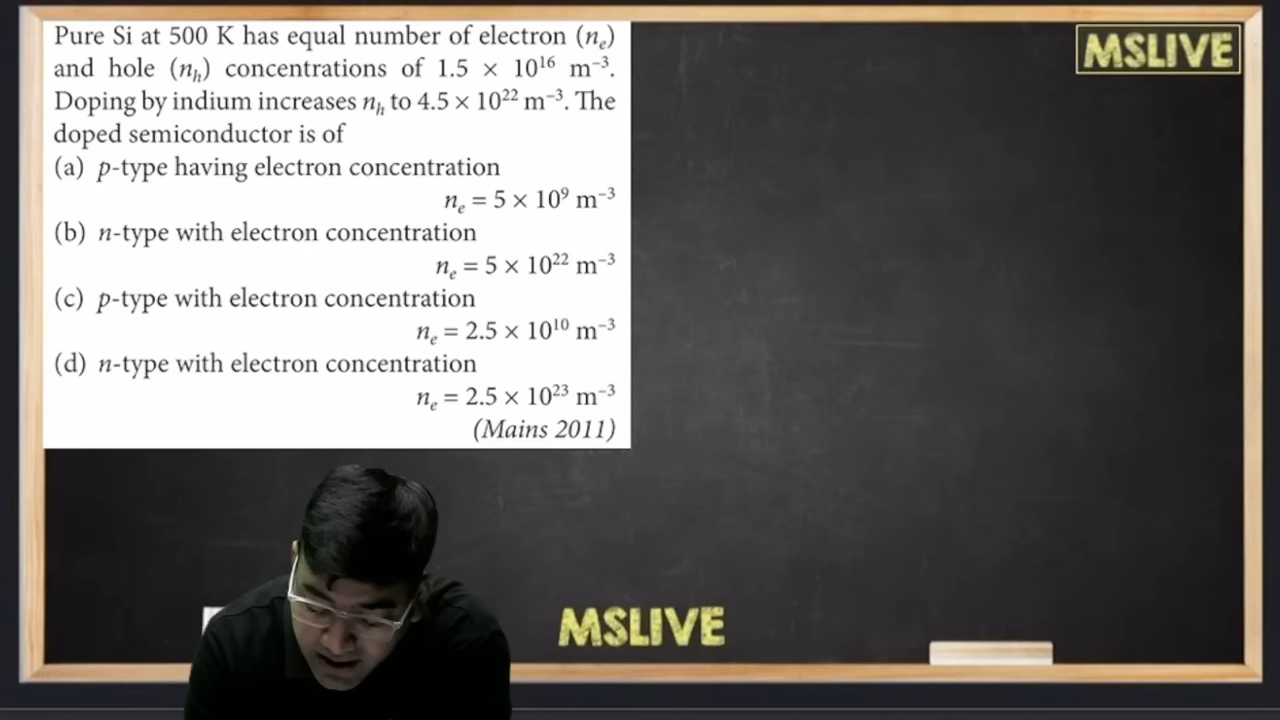 Pure Si at 500 K has equal number of electron (nₑ)
and hole (nₕ) concentrations of 1.5 × 10¹⁶ m⁻³.
Doping by indium increases nₕ to 4.5 × 10²² m⁻³. The
doped semiconductor is of
(a) p-type having electron concentration
nₑ = 5 × 10⁹ m⁻³
(b) n-type with electron concentration
nₑ = 5 × 10²² m⁻³
(c) p-type with electron concentration
nₑ = 2.5 × 10¹⁰ m⁻³
(d) n-type with electron concentration
nₑ = 2.5 × 10²³ m⁻³
(Mains 2011)
MSLIVE
MSLIVE